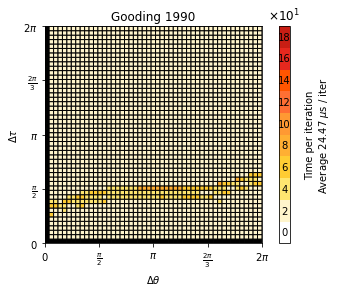 Gooding 1990
×10¹
2π
2π/3
π
π/2
0
Δτ
0
π/2
π
2π/3
2π
Δθ
18
16
14
12
10
8
6
4
2
0
Time per iteration
Average 24.47 μs / iter